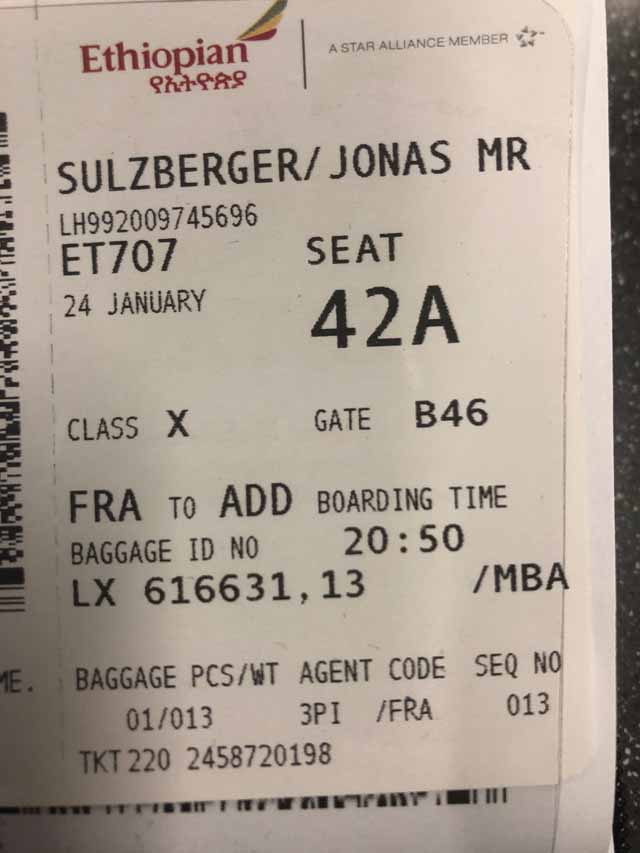 Ethiopian
የኢትዮጵያ
A STAR ALLIANCE MEMBER
SULZBERGER/JONAS MR
LH992009745696
ET707 SEAT
24 JANUARY 42A
CLASS X GATE B46
FRA TO ADD BOARDING TIME
BAGGAGE ID NO 20:50
LX 616631,13 /MBA
ME. BAGGAGE PCS/WT AGENT CODE SEQ NO
01/013 3PI /FRA 013
TKT 220 2458720198